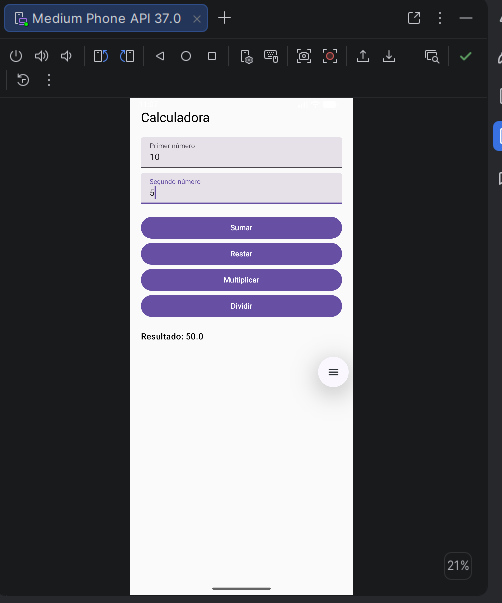 Medium Phone API 37.0
Calculadora
Primer número
10
Segundo número
5
Sumar
Restar
Multiplicar
Dividir
Resultado: 50.0
21%